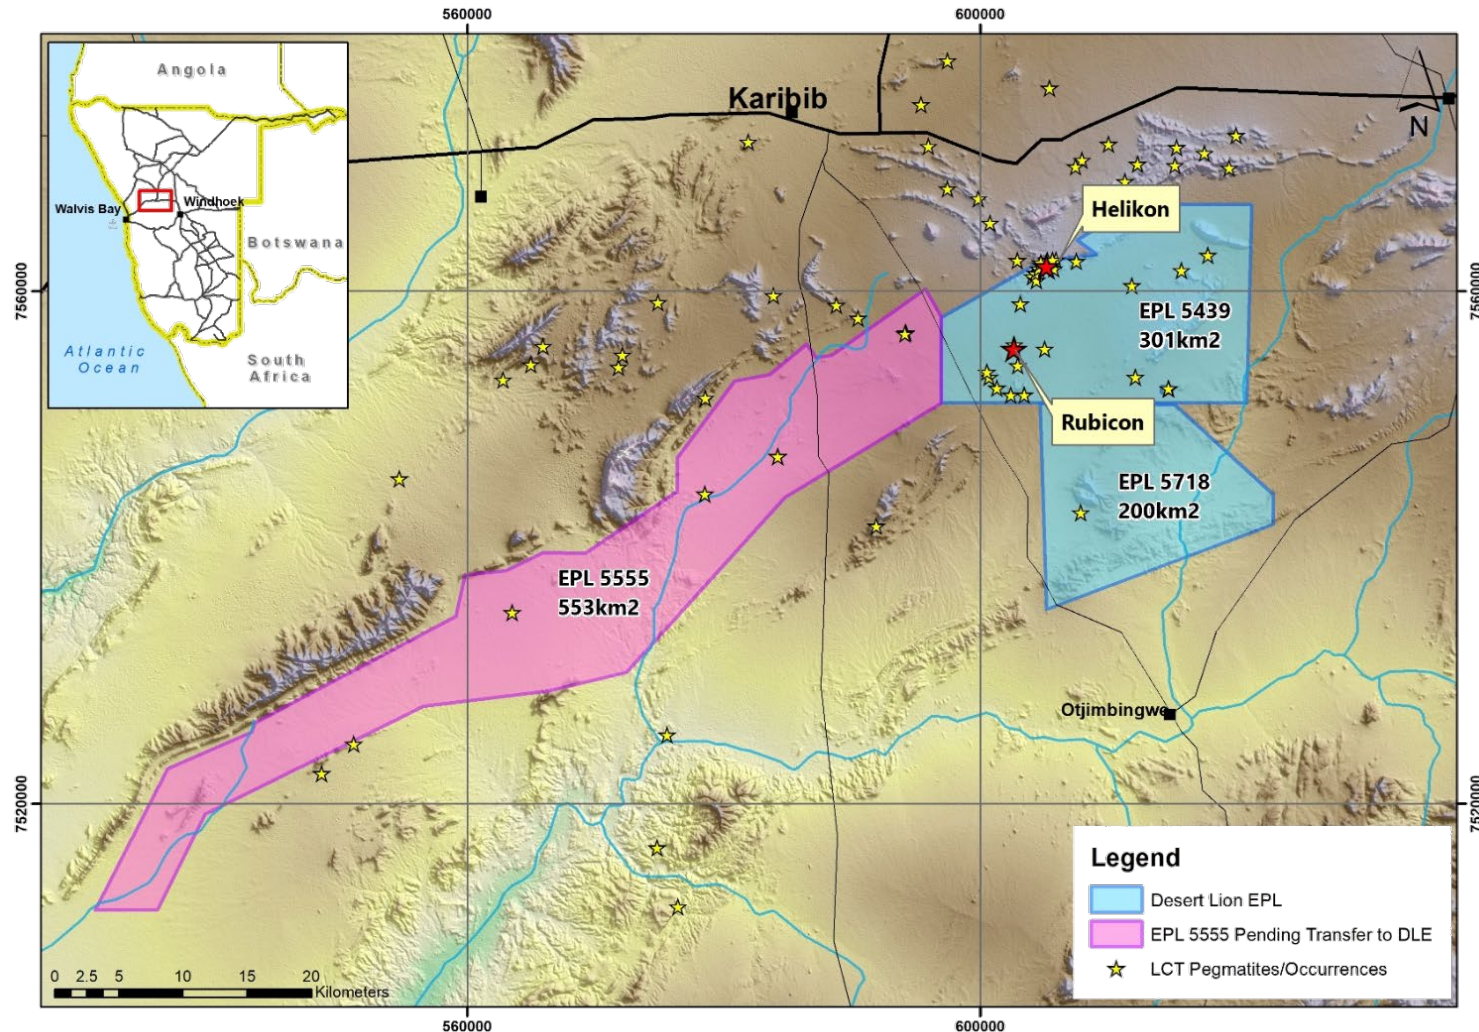 560000
600000
Angola
Walvis Bay
Windhoek
Botswana
Atlantic
Ocean
South
Africa
Karibib
N
Helikon
7560000
7560000
EPL 5439
301km2
Rubicon
EPL 5718
200km2
EPL 5555
553km2
Otjimbingwe
7520000
7520000
Legend
Desert Lion EPL
EPL 5555 Pending Transfer to DLE
LCT Pegmatites/Occurrences
0 2.5 5 10 15 20
Kilometers
560000
600000